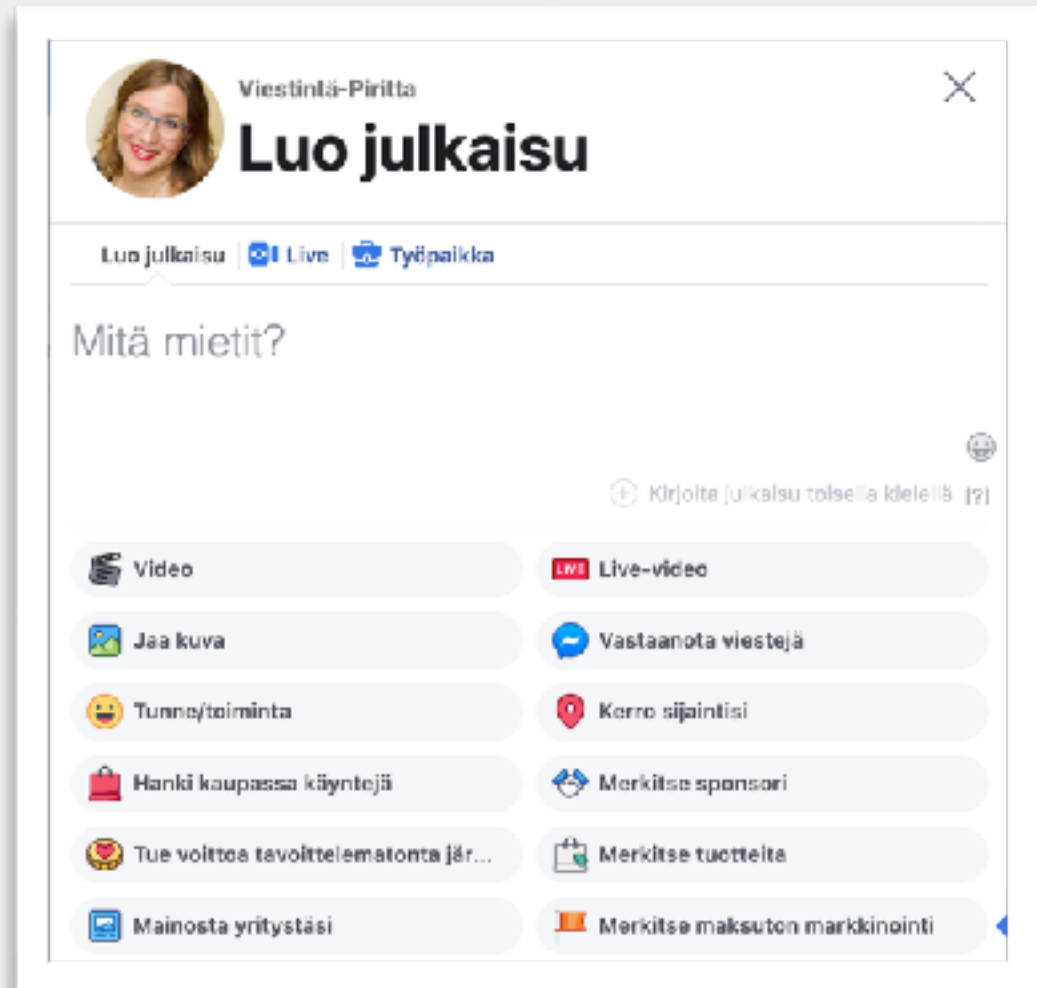 Viestintä-Piritta
Luo julkaisu
Luo julkaisu Live Työpaikka
Mitä mietit?
Kirjoita julkaisu toisella kielellä [?]
Video
LIVE Live-video
Jaa kuva
Vastaanota viestejä
Tunne/toiminta
Kerro sijaintisi
Hanki kaupassa käyntejä
Merkitse sponsori
Tue voittoa tavoittelematonta jär...
Merkitse tuotteita
Mainosta yritystäsi
Merkitse maksuton markkinointi